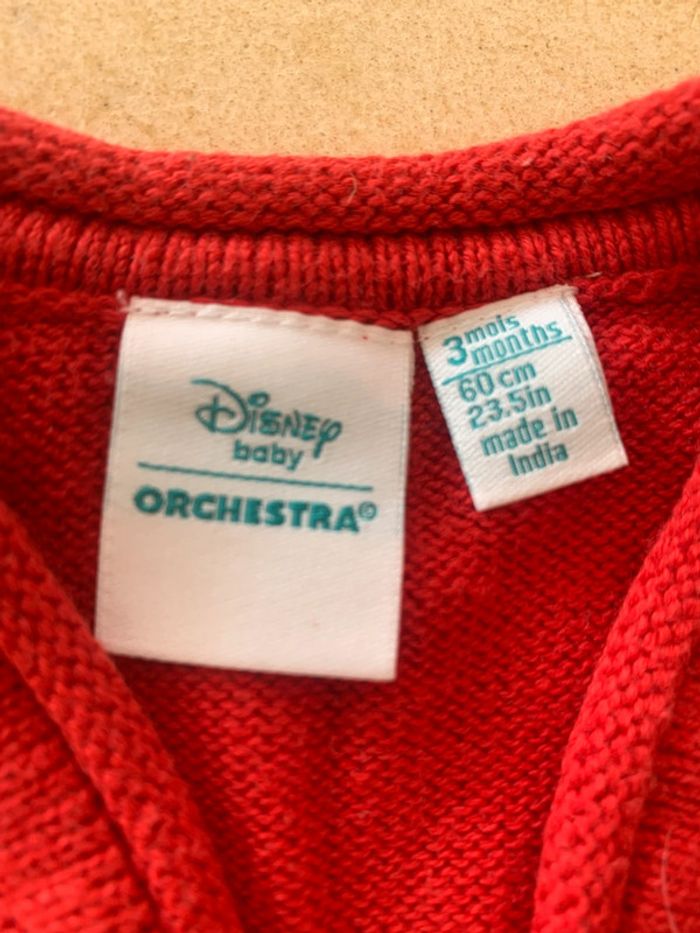 Disney
baby
ORCHESTRA©
3 mois
months
60 cm
23.5in
made in
India